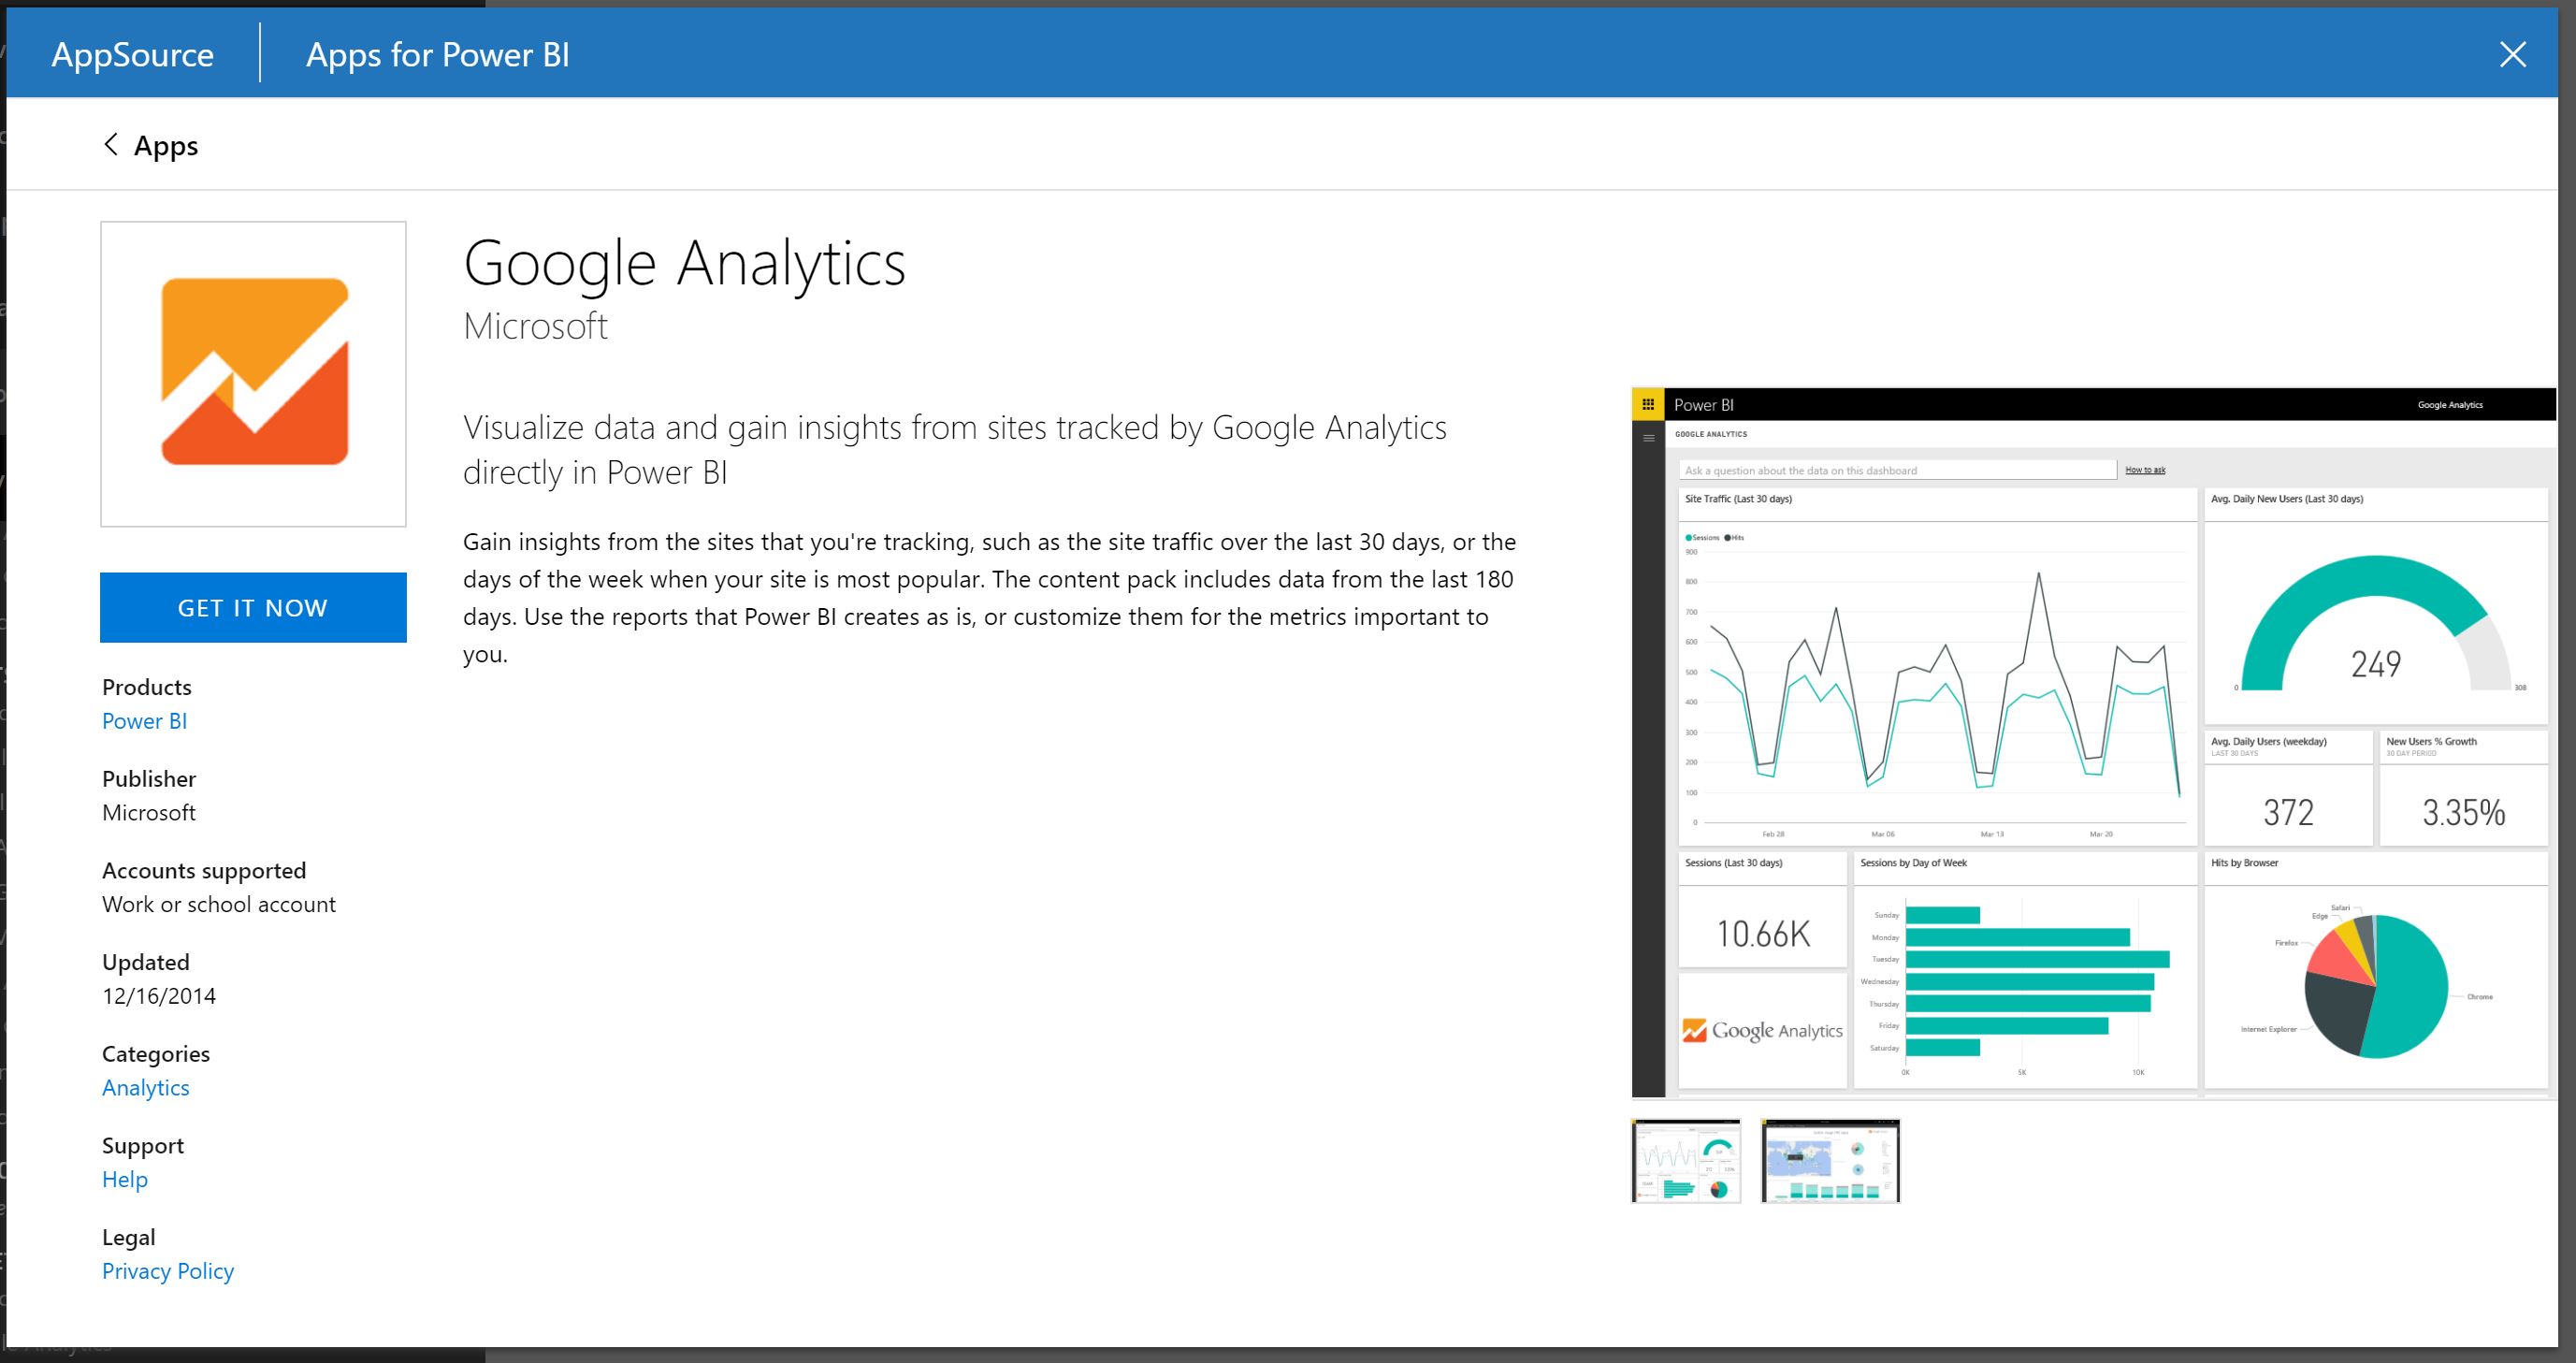 AppSource
Apps for Power BI
Apps
Google Analytics
Microsoft
Visualize data and gain insights from sites tracked by Google Analytics
directly in Power BI
Gain insights from the sites that you're tracking, such as the site traffic over the last 30 days, or the
days of the week when your site is most popular. The content pack includes data from the last 180
days. Use the reports that Power BI creates as is, or customize them for the metrics important to
you.
GET IT NOW
Products
Power BI
Publisher
Microsoft
Accounts supported
Work or school account
Updated
12/16/2014
Categories
Analytics
Support
Help
Legal
Privacy Policy
Power BI
Google Analytics
GOOGLE ANALYTICS
Ask a question about the data on this dashboard
How to ask
Site Traffic (Last 30 days)
Sessions Hits
900
800
700
600
500
400
300
200
100
0
Feb 28 Mar 06 Mar 13 Mar 20
Avg. Daily New Users (Last 30 days)
249
0
308
Avg. Daily Users (weekday)
LAST 30 DAYS
372
New Users % Growth
30 DAY PERIOD
3.35%
Sessions (Last 30 days)
10.66K
Google Analytics
Sessions by Day of Week
Sunday
Monday
Tuesday
Wednesday
Thursday
Friday
Saturday
0K 5K 10K
Hits by Browser
Safari
Edge
Firefox
Chrome
Internet Explorer